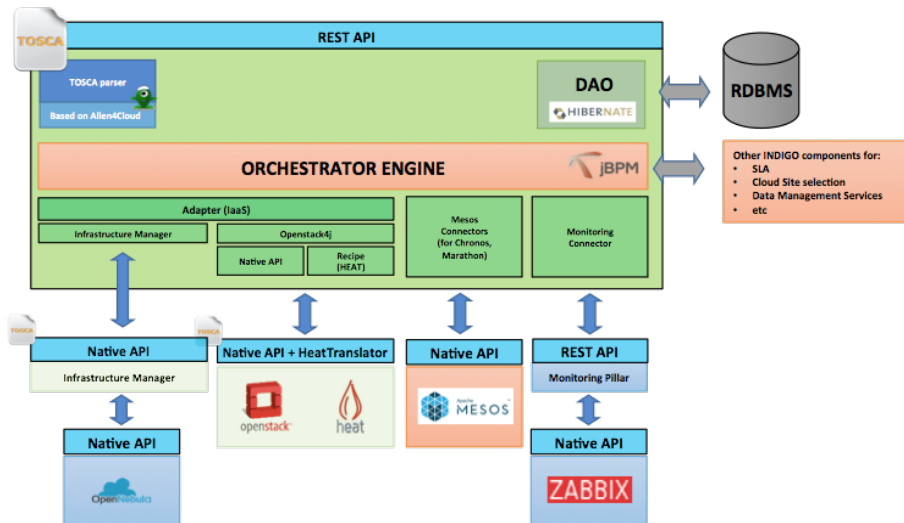 TOSCA
REST API
TOSCA parser
Based on Alien4Cloud
DAO
HIBERNATE
RDBMS
ORCHESTRATOR ENGINE
jBPM
Other INDIGO components for:
• SLA
• Cloud Site selection
• Data Management Services
• etc
Adapter (IaaS)
Infrastructure Manager
Openstack4j
Native API
Recipe
(HEAT)
Mesos
Connectors
(for Chronos,
Marathon)
Monitoring
Connector
TOSCA
Native API
Infrastructure Manager
TOSCA
Native API + HeatTranslator
openstack
heat
Native API
Apache
MESOS
REST API
Monitoring Pillar
Native API
OpenNebula
Native API
ZABBIX